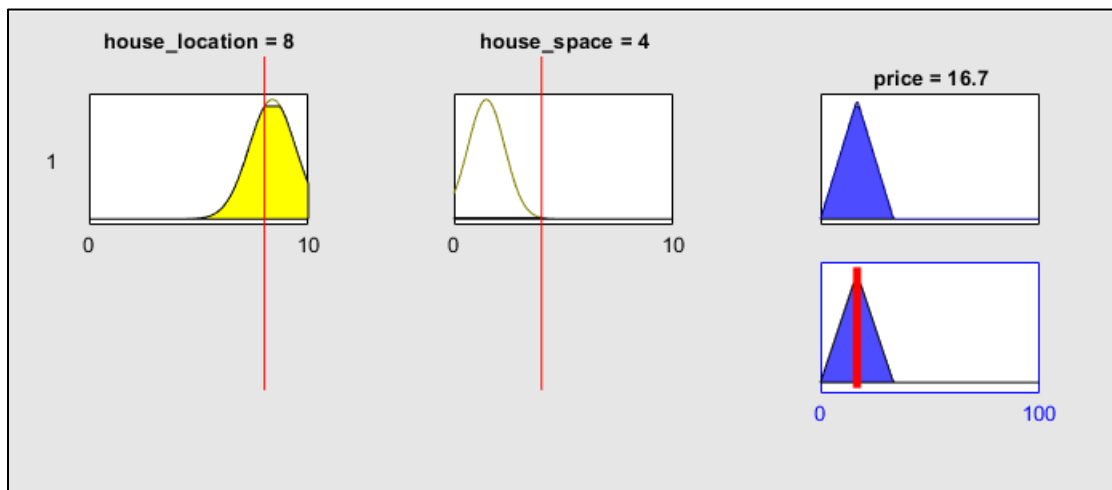 house_location = 8
house_space = 4
price = 16.7
1
0
10
0
10
0
100